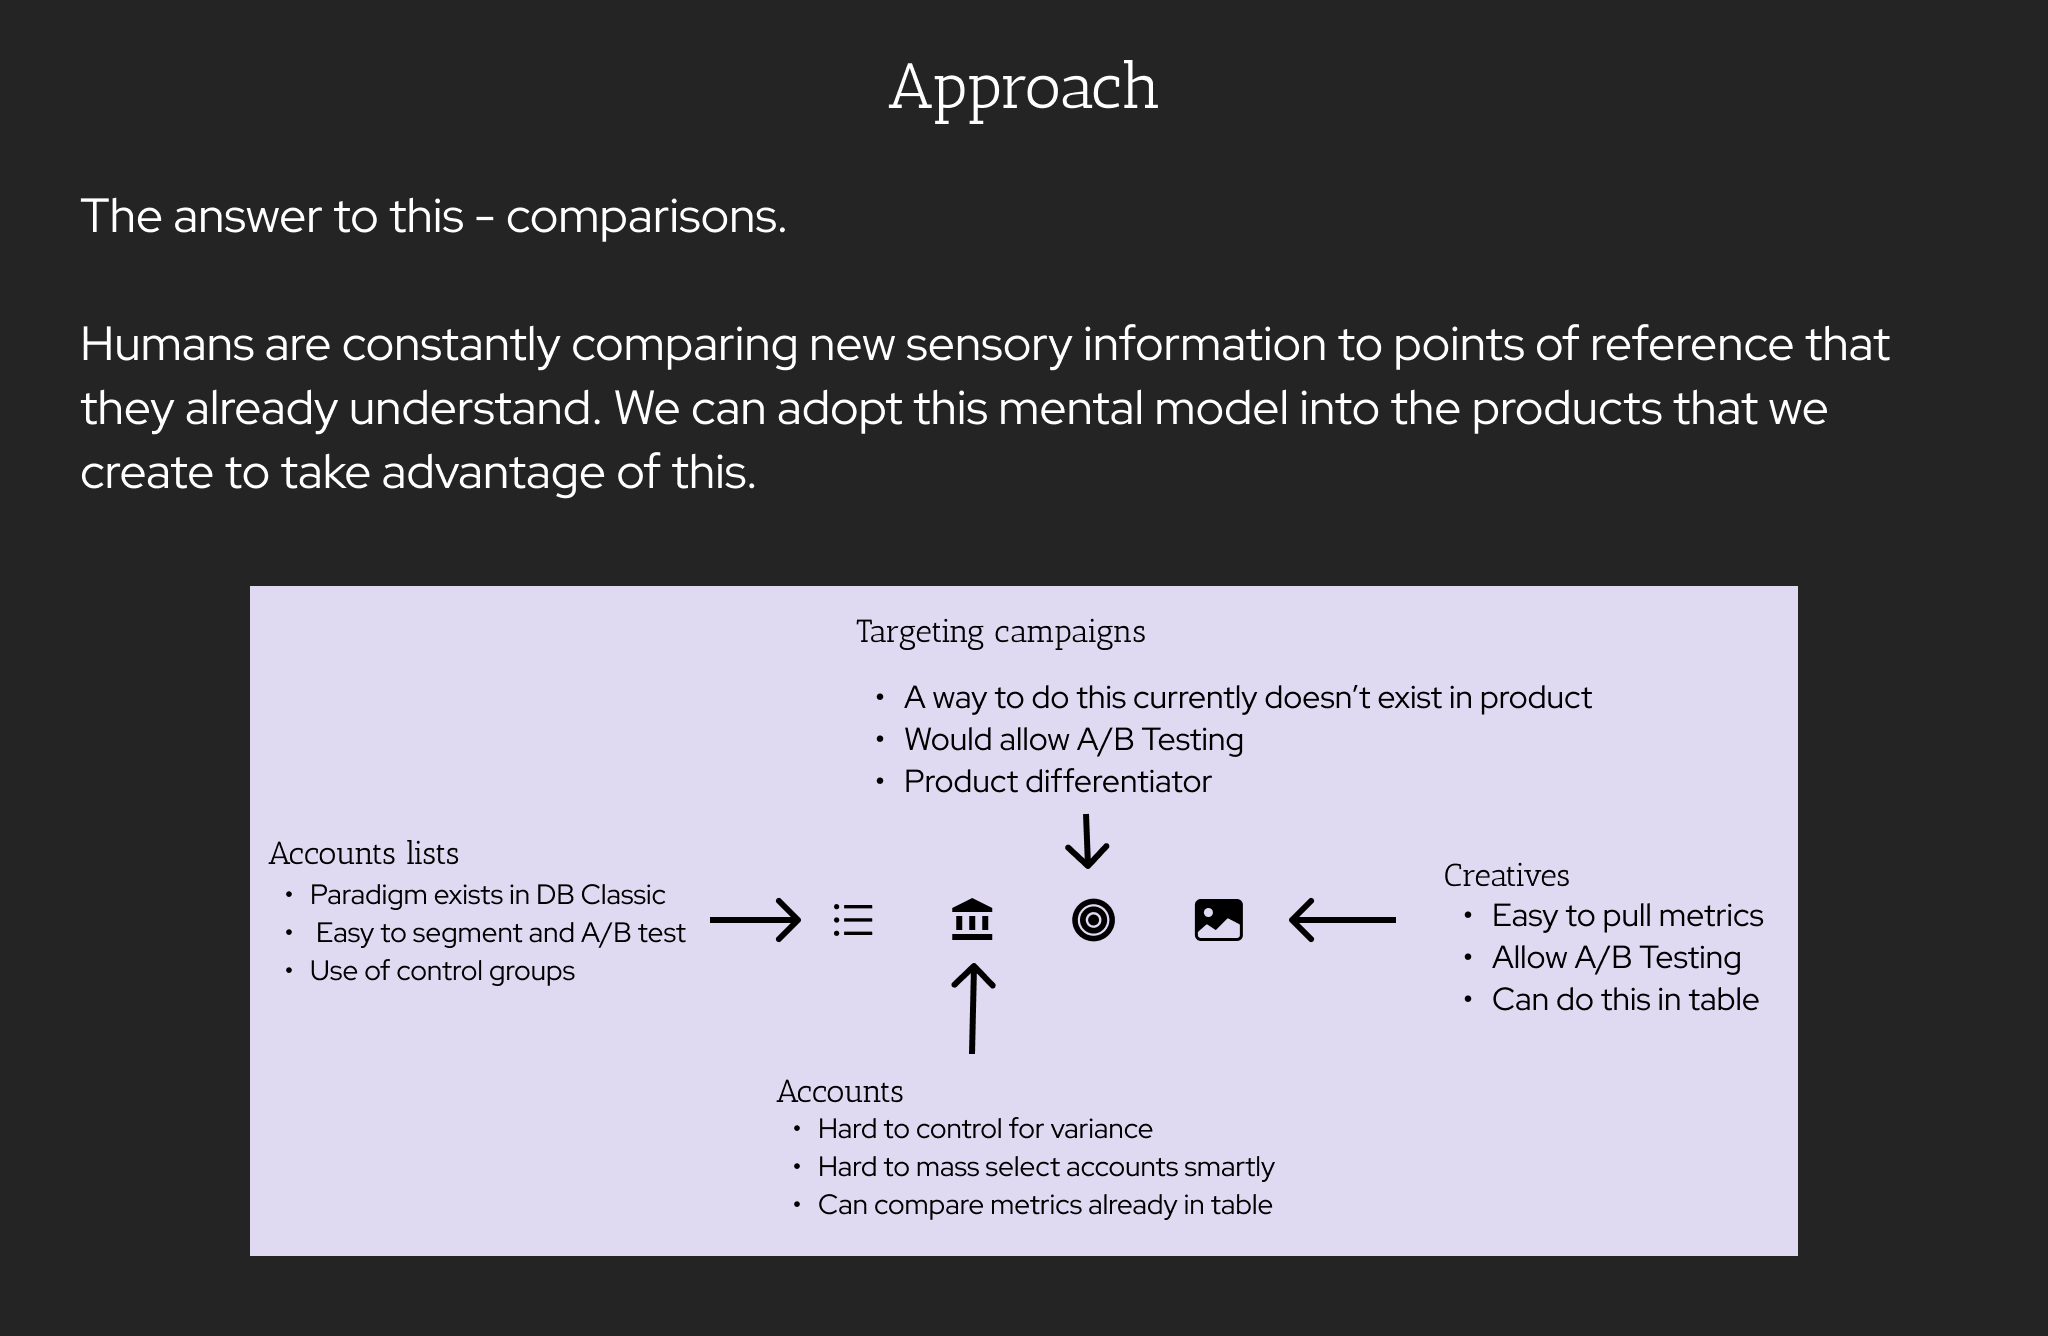 Approach
The answer to this - comparisons.
Humans are constantly comparing new sensory information to points of reference that
they already understand. We can adopt this mental model into the products that we
create to take advantage of this.
Targeting campaigns
• A way to do this currently doesn’t exist in product
• Would allow A/B Testing
• Product differentiator
Accounts lists
• Paradigm exists in DB Classic
• Easy to segment and A/B test
• Use of control groups
Creatives
• Easy to pull metrics
• Allow A/B Testing
• Can do this in table
Accounts
• Hard to control for variance
• Hard to mass select accounts smartly
• Can compare metrics already in table